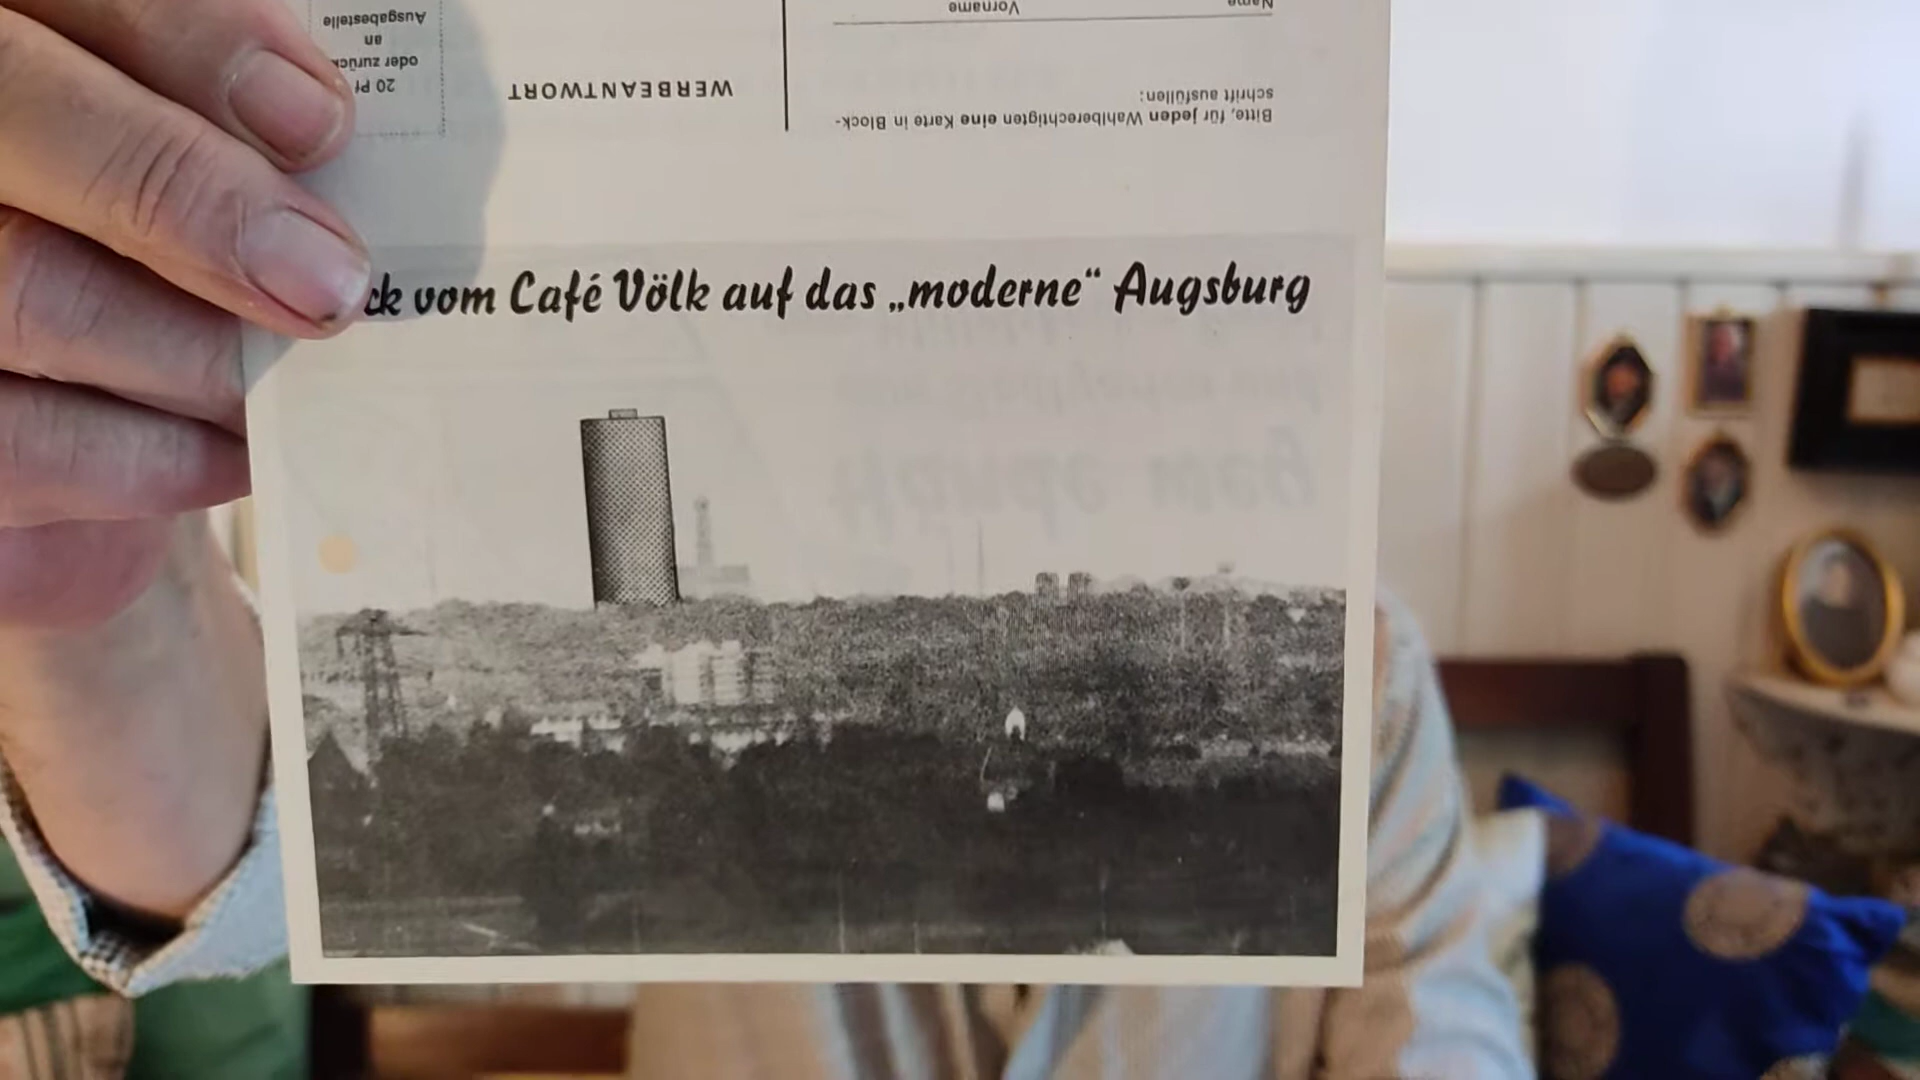 ck vom Café Völk auf das „moderne“ Augsburg
Bitte, für jeden Wahlberechtigten eine Karte in Block-
schrift ausfüllen:
Name Vorname
WERBEANTWORT
20 Pf
oder zurück
an
Ausgabestelle